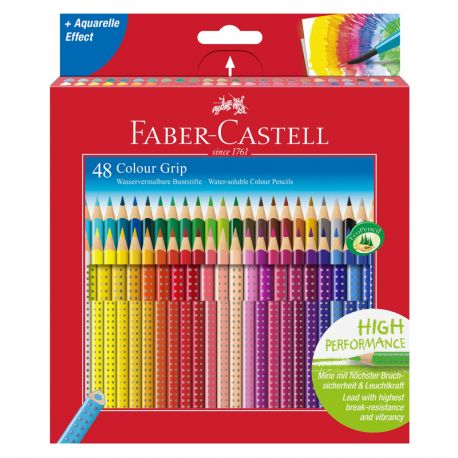 + Aquarelle
Effect
FABER-CASTELL
since 1761
48 Colour Grip
Wasservermalbare Buntstifte · Water-soluble Colour Pencils
EcoPencil
HIGH
PERFORMANCE
Mine mit höchster Bruch-
sicherheit & Leuchtkraft
Lead with highest
break-resistance
and vibrancy